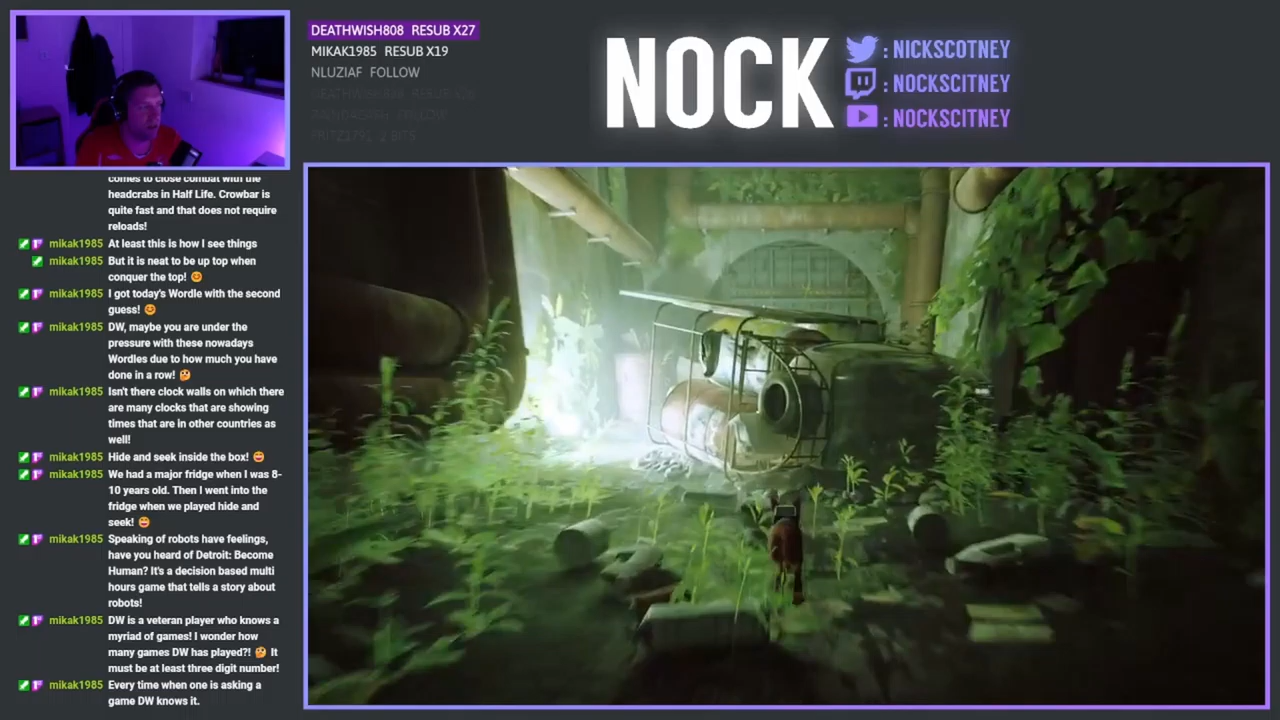 DEATHWISH808 RESUB X27
MIKAK1985 RESUB X19
NLUZIAF FOLLOW
NOCK
: NICKSCOTNEY
: NOCKSCITNEY
: NOCKSCITNEY
comes to close combat with the
headcrabs in Half Life. Crowbar is
quite fast and that does not require
reloads!
mikak1985 At least this is how I see things
mikak1985 But it is neat to be up top when
conquer the top! 😊
mikak1985 I got today's Wordle with the second
guess! 😊
mikak1985 DW, maybe you are under the
pressure with these nowadays
Wordles due to how much you have
done in a row! 🤔
mikak1985 Isn't there clock walls on which there
are many clocks that are showing
times that are in other countries as
well!
mikak1985 Hide and seek inside the box! 😄
mikak1985 We had a major fridge when I was 8-
10 years old. Then I went into the
fridge when we played hide and
seek! 😄
mikak1985 Speaking of robots have feelings,
have you heard of Detroit: Become
Human? It's a decision based multi
hours game that tells a story about
robots!
mikak1985 DW is a veteran player who knows a
myriad of games! I wonder how
many games DW has played?! 🤔 It
must be at least three digit number!
mikak1985 Every time when one is asking a
game DW knows it.